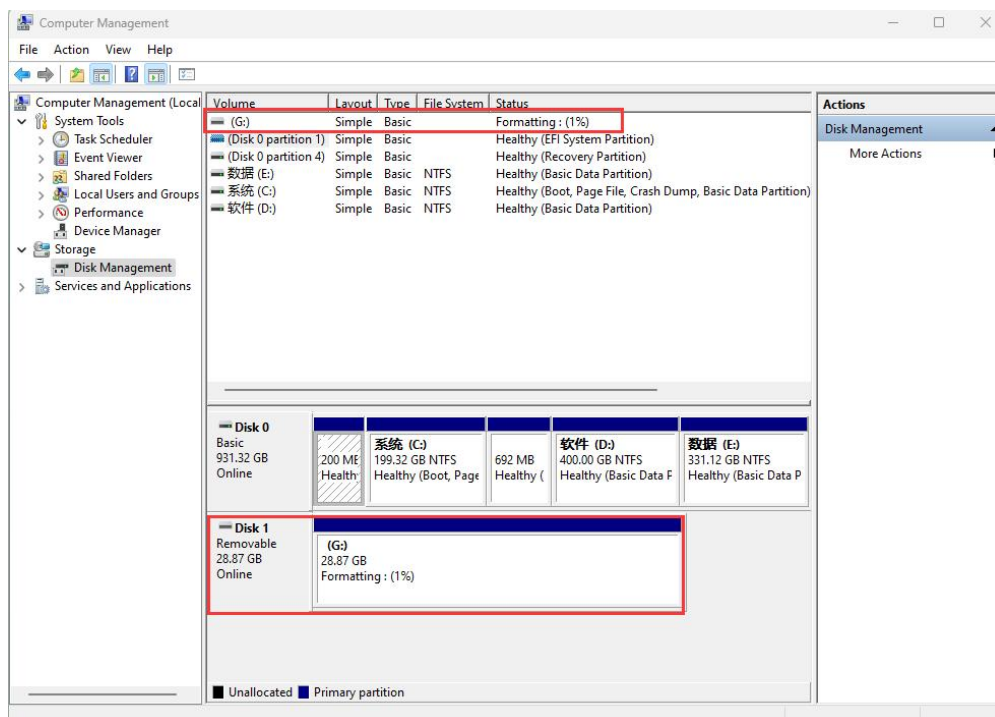 Computer Management
File Action View Help
Computer Management (Local
System Tools
Task Scheduler
Event Viewer
Shared Folders
Local Users and Groups
Performance
Device Manager
Storage
Disk Management
Services and Applications
Volume Layout Type File System Status
(G:) Simple Basic Formatting : (1%)
(Disk 0 partition 1) Simple Basic Healthy (EFI System Partition)
(Disk 0 partition 4) Simple Basic Healthy (Recovery Partition)
数据 (E:) Simple Basic NTFS Healthy (Basic Data Partition)
系统 (C:) Simple Basic NTFS Healthy (Boot, Page File, Crash Dump, Basic Data Partition)
软件 (D:) Simple Basic NTFS Healthy (Basic Data Partition)
Actions
Disk Management
More Actions
Disk 0
Basic
931.32 GB
Online
200 ME
Health
系统 (C:)
199.32 GB NTFS
Healthy (Boot, Page
692 MB
Healthy (
软件 (D:)
400.00 GB NTFS
Healthy (Basic Data F
数据 (E:)
331.12 GB NTFS
Healthy (Basic Data P
Disk 1
Removable
28.87 GB
Online
(G:)
28.87 GB
Formatting : (1%)
Unallocated Primary partition